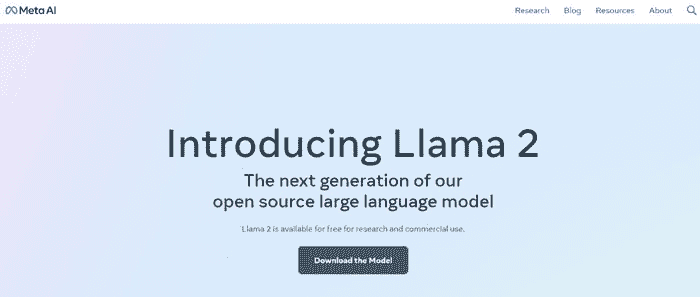 Meta AI
Research Blog Resources About
Introducing Llama 2
The next generation of our
open source large language model
Llama 2 is available for free for research and commercial use.
Download the Model